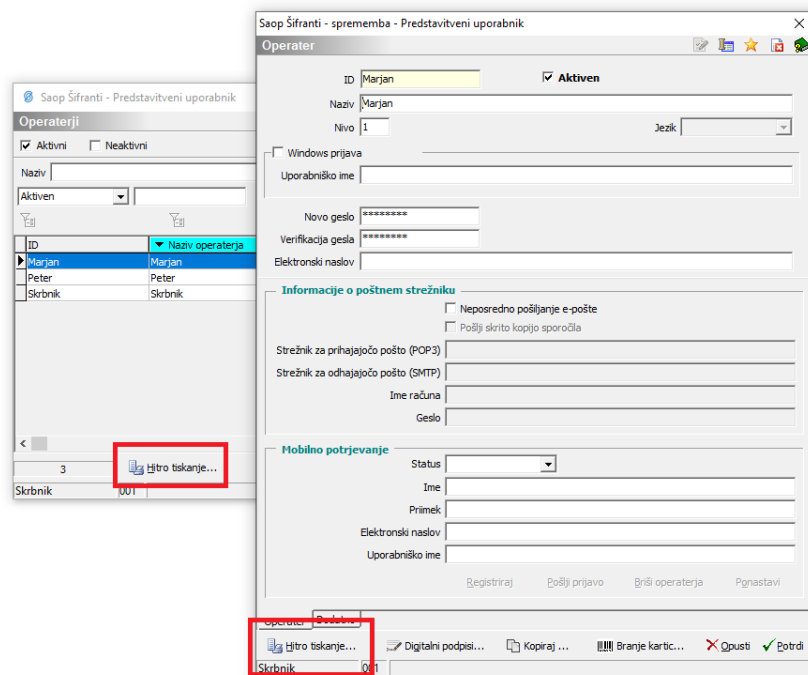 Saop Šifranti - Predstavitveni uporabnik
Operaterji
Aktivni Neaktivni
Naziv
Aktiven
ID Naziv operaterja
Marjan Marjan
Peter Peter
Skrbnik Skrbnik
3 Hitro tiskanje...
Skrbnik 001
Saop Šifranti - sprememba - Predstavitveni uporabnik
Operater
ID Marjan Aktiven
Naziv Marjan
Nivo 1 Jezik
Windows prijava
Uporabniško ime
Novo geslo ********
Verifikacija gesla ********
Elektronski naslov
Informacije o poštnem strežniku
Neposredno pošiljanje e-pošte
Pošlji skrito kopijo sporočila
Strežnik za prihajajočo pošto (POP3)
Strežnik za odhajajočo pošto (SMTP)
Ime računa
Geslo
Mobilno potrjevanje
Status
Ime
Priimek
Elektronski naslov
Uporabniško ime
Registriraj Pošlji prijavo Briši operaterja Ponastavi
Operater Dodatno
Hitro tiskanje... Digitalni podpisi... Kopiraj ... Branje kartic... Opusti Potrdi
Skrbnik 001